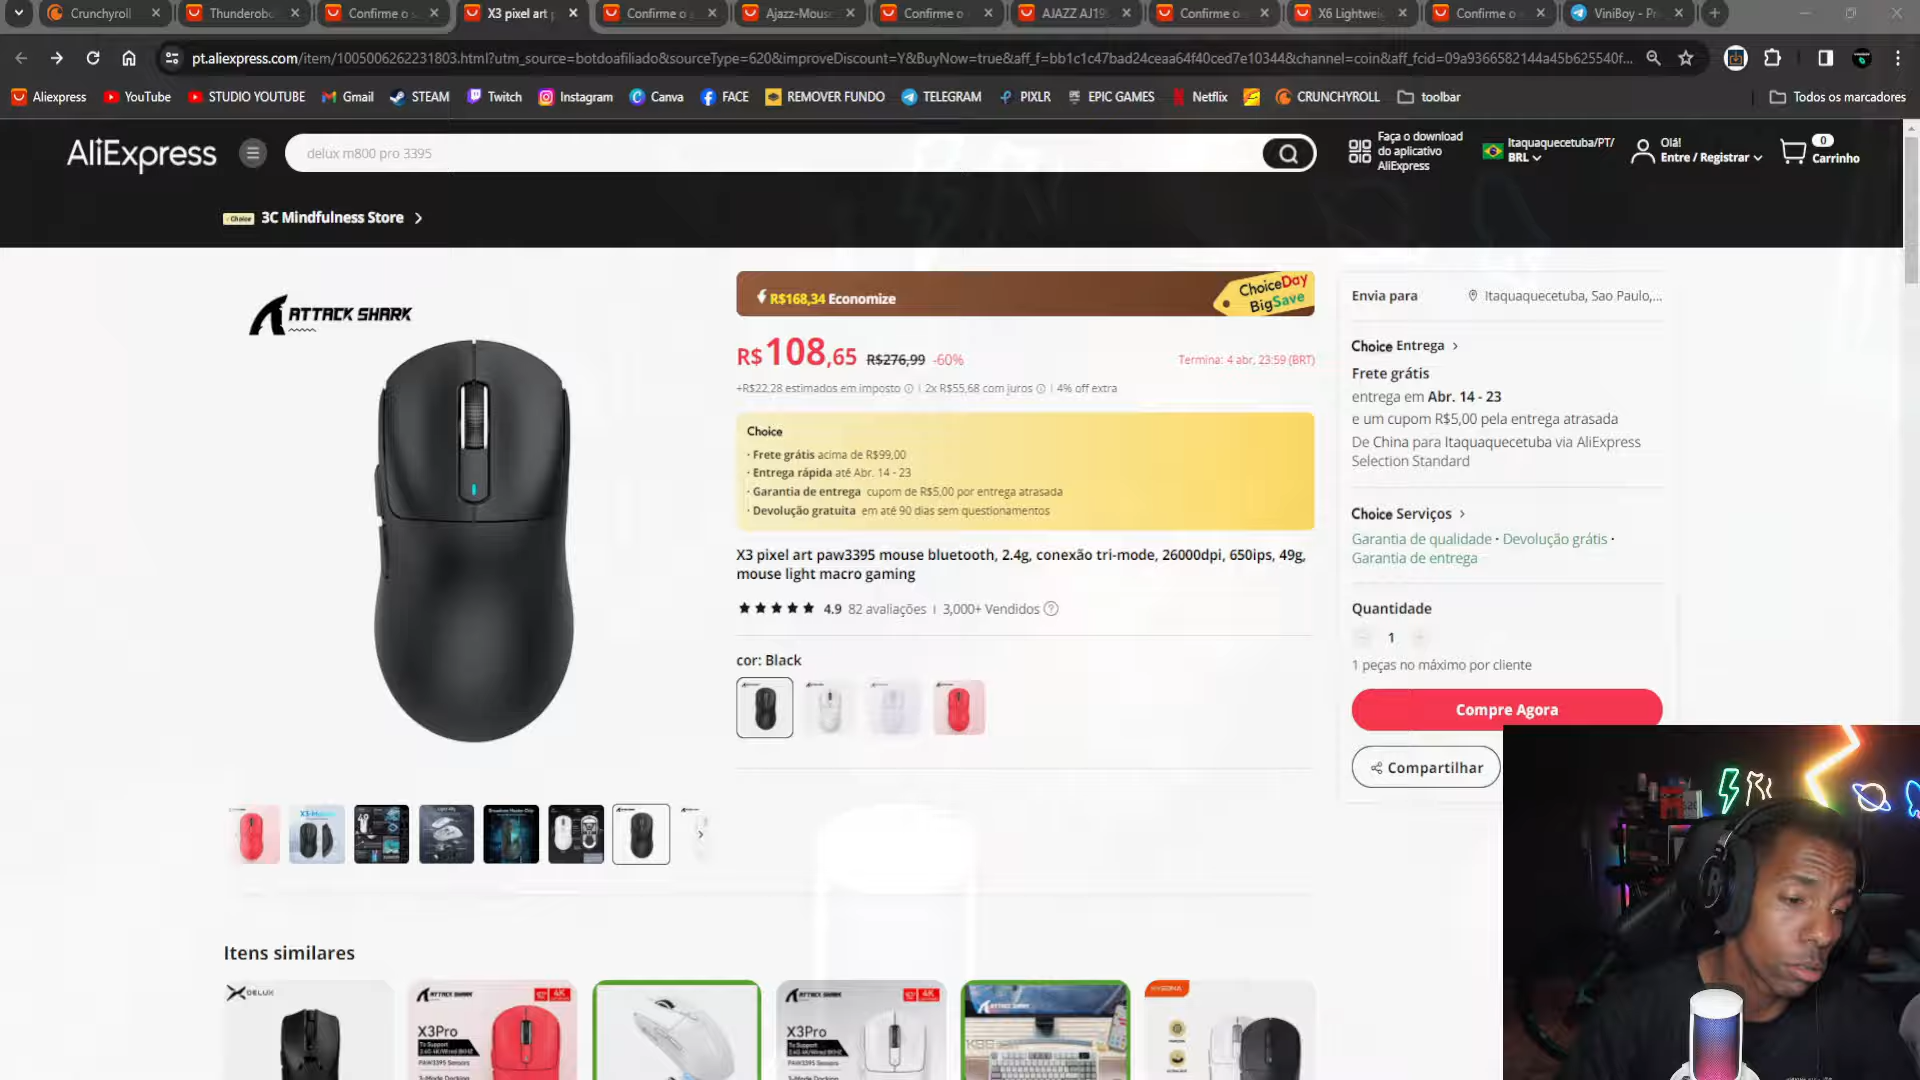 Crunchyroll
Thunderobo
Confirme o s
X3 pixel art p
Confirme o a
Ajazz-Mous
Confirme o
AJAZZ AJ19
Confirme o
X6 Lightwei
Confirme o
ViniBoy - Pr
pt.aliexpress.com/item/1005006262231803.html?utm_source=botdoafiliado&sourceType=620&improveDiscount=Y&BuyNow=true&aff_f=bb1c1c47bad24ceaa64f40ced7e10344&channel=coin&aff_fcid=09a9366582144a45b625540f...
Aliexpress
YouTube
STUDIO YOUTUBE
Gmail
STEAM
Twitch
Instagram
Canva
FACE
REMOVER FUNDO
TELEGRAM
PIXLR
EPIC GAMES
Netflix
CRUNCHYROLL
toolbar
Todos os marcadores
AliExpress
delux m800 pro 3395
Faça o download
do aplicativo
AliExpress
Itaquaquecetuba/PT/
BRL
Olá!
Entre / Registrar
0
Carrinho
Choice 3C Mindfulness Store
ATTACK SHARK
R$168,34 Economize
ChoiceDay
BigSave
R$108,65 R$276,99 -60%
Termina: 4 abr, 23:59 (BRT)
+R$22,28 estimados em imposto | 2x R$55,68 com juros | 4% off extra
Choice
· Frete grátis acima de R$99,00
· Entrega rápida até Abr. 14 - 23
· Garantia de entrega cupom de R$5,00 por entrega atrasada
· Devolução gratuita em até 90 dias sem questionamentos
X3 pixel art paw3395 mouse bluetooth, 2.4g, conexão tri-mode, 26000dpi, 650ips, 49g,
mouse light macro gaming
4.9 82 avaliações | 3,000+ Vendidos
cor: Black
Envia para
Itaquaquecetuba, Sao Paulo,...
Choice Entrega
Frete grátis
entrega em Abr. 14 - 23
e um cupom R$5,00 pela entrega atrasada
De China para Itaquaquecetuba via AliExpress
Selection Standard
Choice Serviços
Garantia de qualidade · Devolução grátis ·
Garantia de entrega
Quantidade
1
1 peças no máximo por cliente
Compre Agora
Compartilhar
Itens similares
DELUX
ATTACK SHARK
4K
X3Pro
ATTACK SHARK
4K
X3Pro
ATTACK SHARK